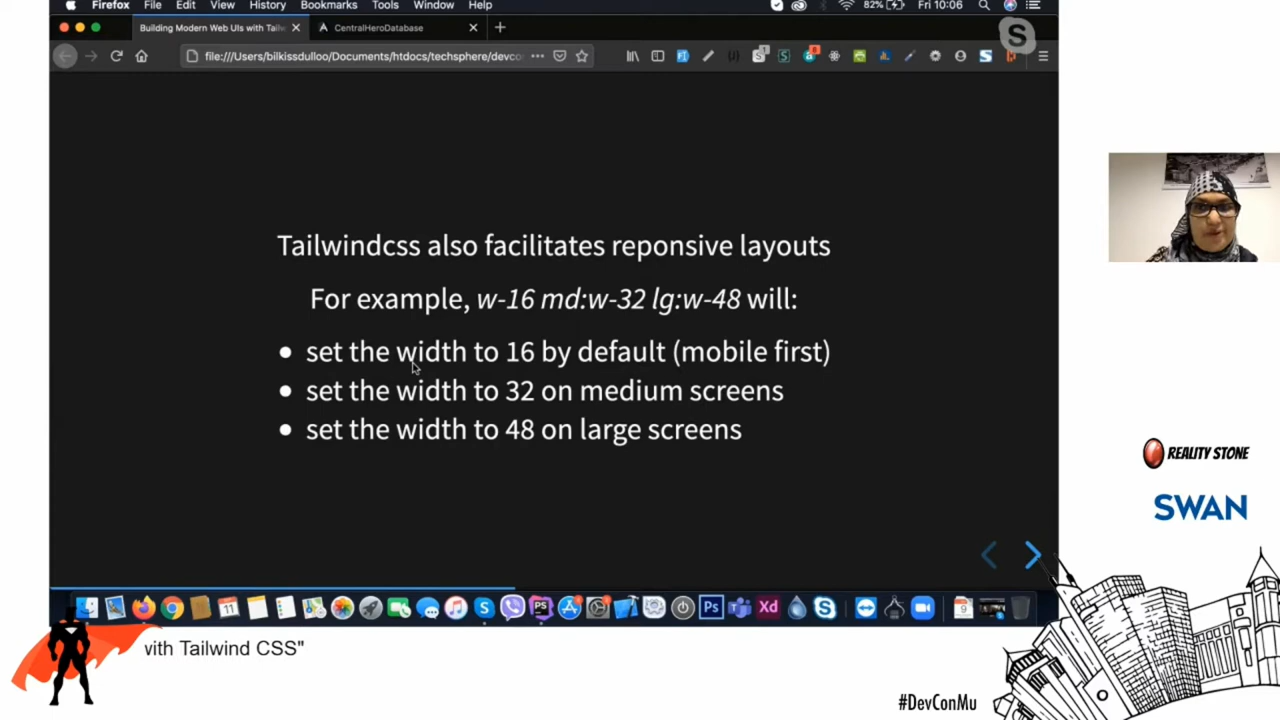 Firefox File Edit View History Bookmarks Tools Window Help 82% Fri 10:06
Building Modern Web UIs with Tailw CentralHeroDatabase
file:///Users/bilkissdulloo/Documents/htdocs/techsphere/devco
Tailwindcss also facilitates reponsive layouts
For example, w-16 md:w-32 lg:w-48 will:
set the width to 16 by default (mobile first)
set the width to 32 on medium screens
set the width to 48 on large screens
REALITY STONE
SWAN
vith Tailwind CSS"
#DevConMu